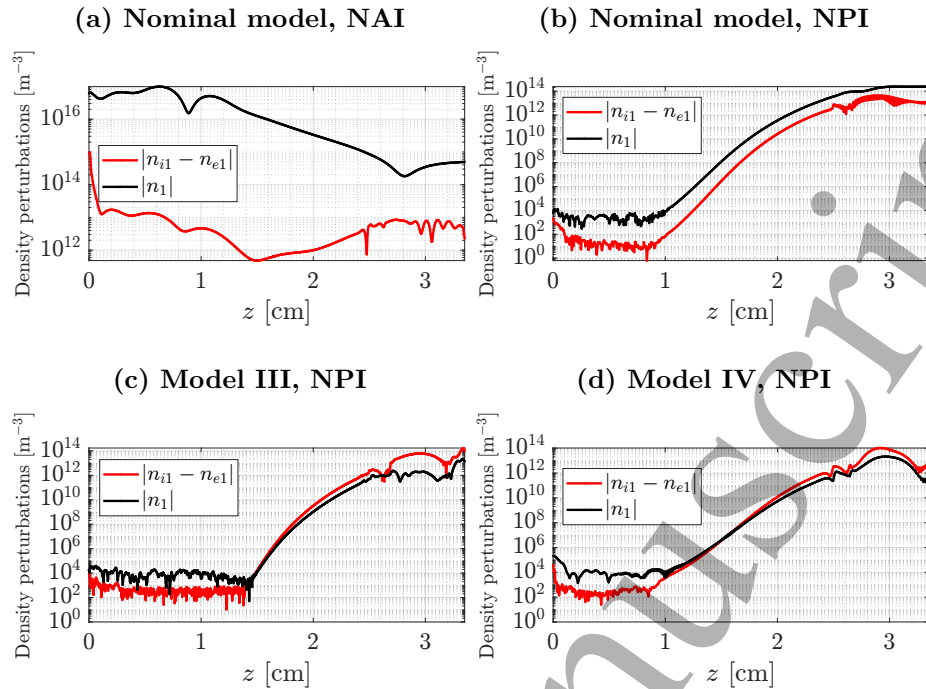 (a) Nominal model, NAI
Density perturbations [m⁻³]
10¹⁶
10¹⁴
10¹²
|n_{i1} − n_{e1}|
|n_1|
0 1 2 3
z [cm]
(b) Nominal model, NPI
Density perturbations [m⁻³]
10¹⁴
10¹²
10¹⁰
10⁸
10⁶
10⁴
10²
10⁰
|n_{i1} − n_{e1}|
|n_1|
0 1 2 3
z [cm]
(c) Model III, NPI
Density perturbations [m⁻³]
10¹⁴
10¹²
10¹⁰
10⁸
10⁶
10⁴
10²
10⁰
|n_{i1} − n_{e1}|
|n_1|
0 1 2 3
z [cm]
(d) Model IV, NPI
Density perturbations [m⁻³]
10¹⁴
10¹²
10¹⁰
10⁸
10⁶
10⁴
10²
10⁰
|n_{i1} − n_{e1}|
|n_1|
0 1 2 3
z [cm]
nuscrip